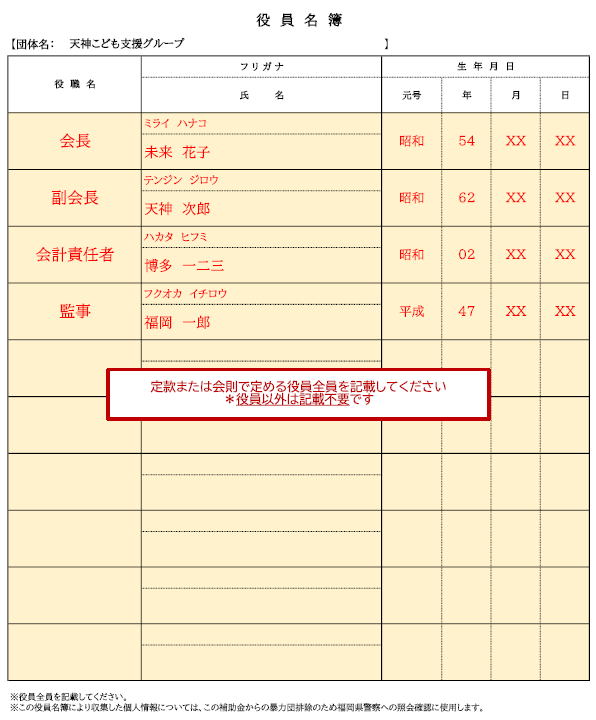 役員名簿
【団体名： 天神こども支援グループ 】
役職名 フリガナ 生年月日
氏 名 元号 年 月 日
ミライ ハナコ
会長 未来 花子 昭和 54 XX XX
テンジン ジロウ
副会長 天神 次郎 昭和 62 XX XX
ハカタ ヒフミ
会計責任者 博多 一二三 昭和 02 XX XX
フクオカ イチロウ
監事 福岡 一郎 平成 47 XX XX
定款または会則で定める役員全員を記載してください
＊役員以外は記載不要です
※役員全員を記載してください。
※この役員名簿により収集した個人情報については、この補助金からの暴力団排除のため福岡県警察への照会確認に使用します。